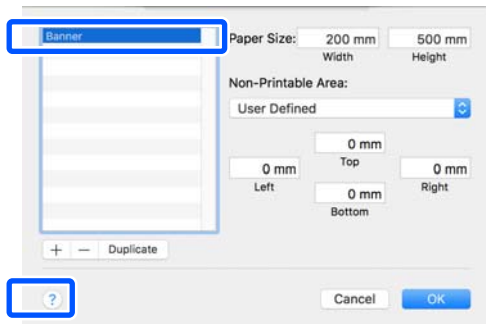 Banner
Paper Size: 200 mm 500 mm
Width Height
Non-Printable Area:
User Defined
0 mm
Top
0 mm 0 mm
Left Right
0 mm
Bottom
+ − Duplicate
? Cancel OK